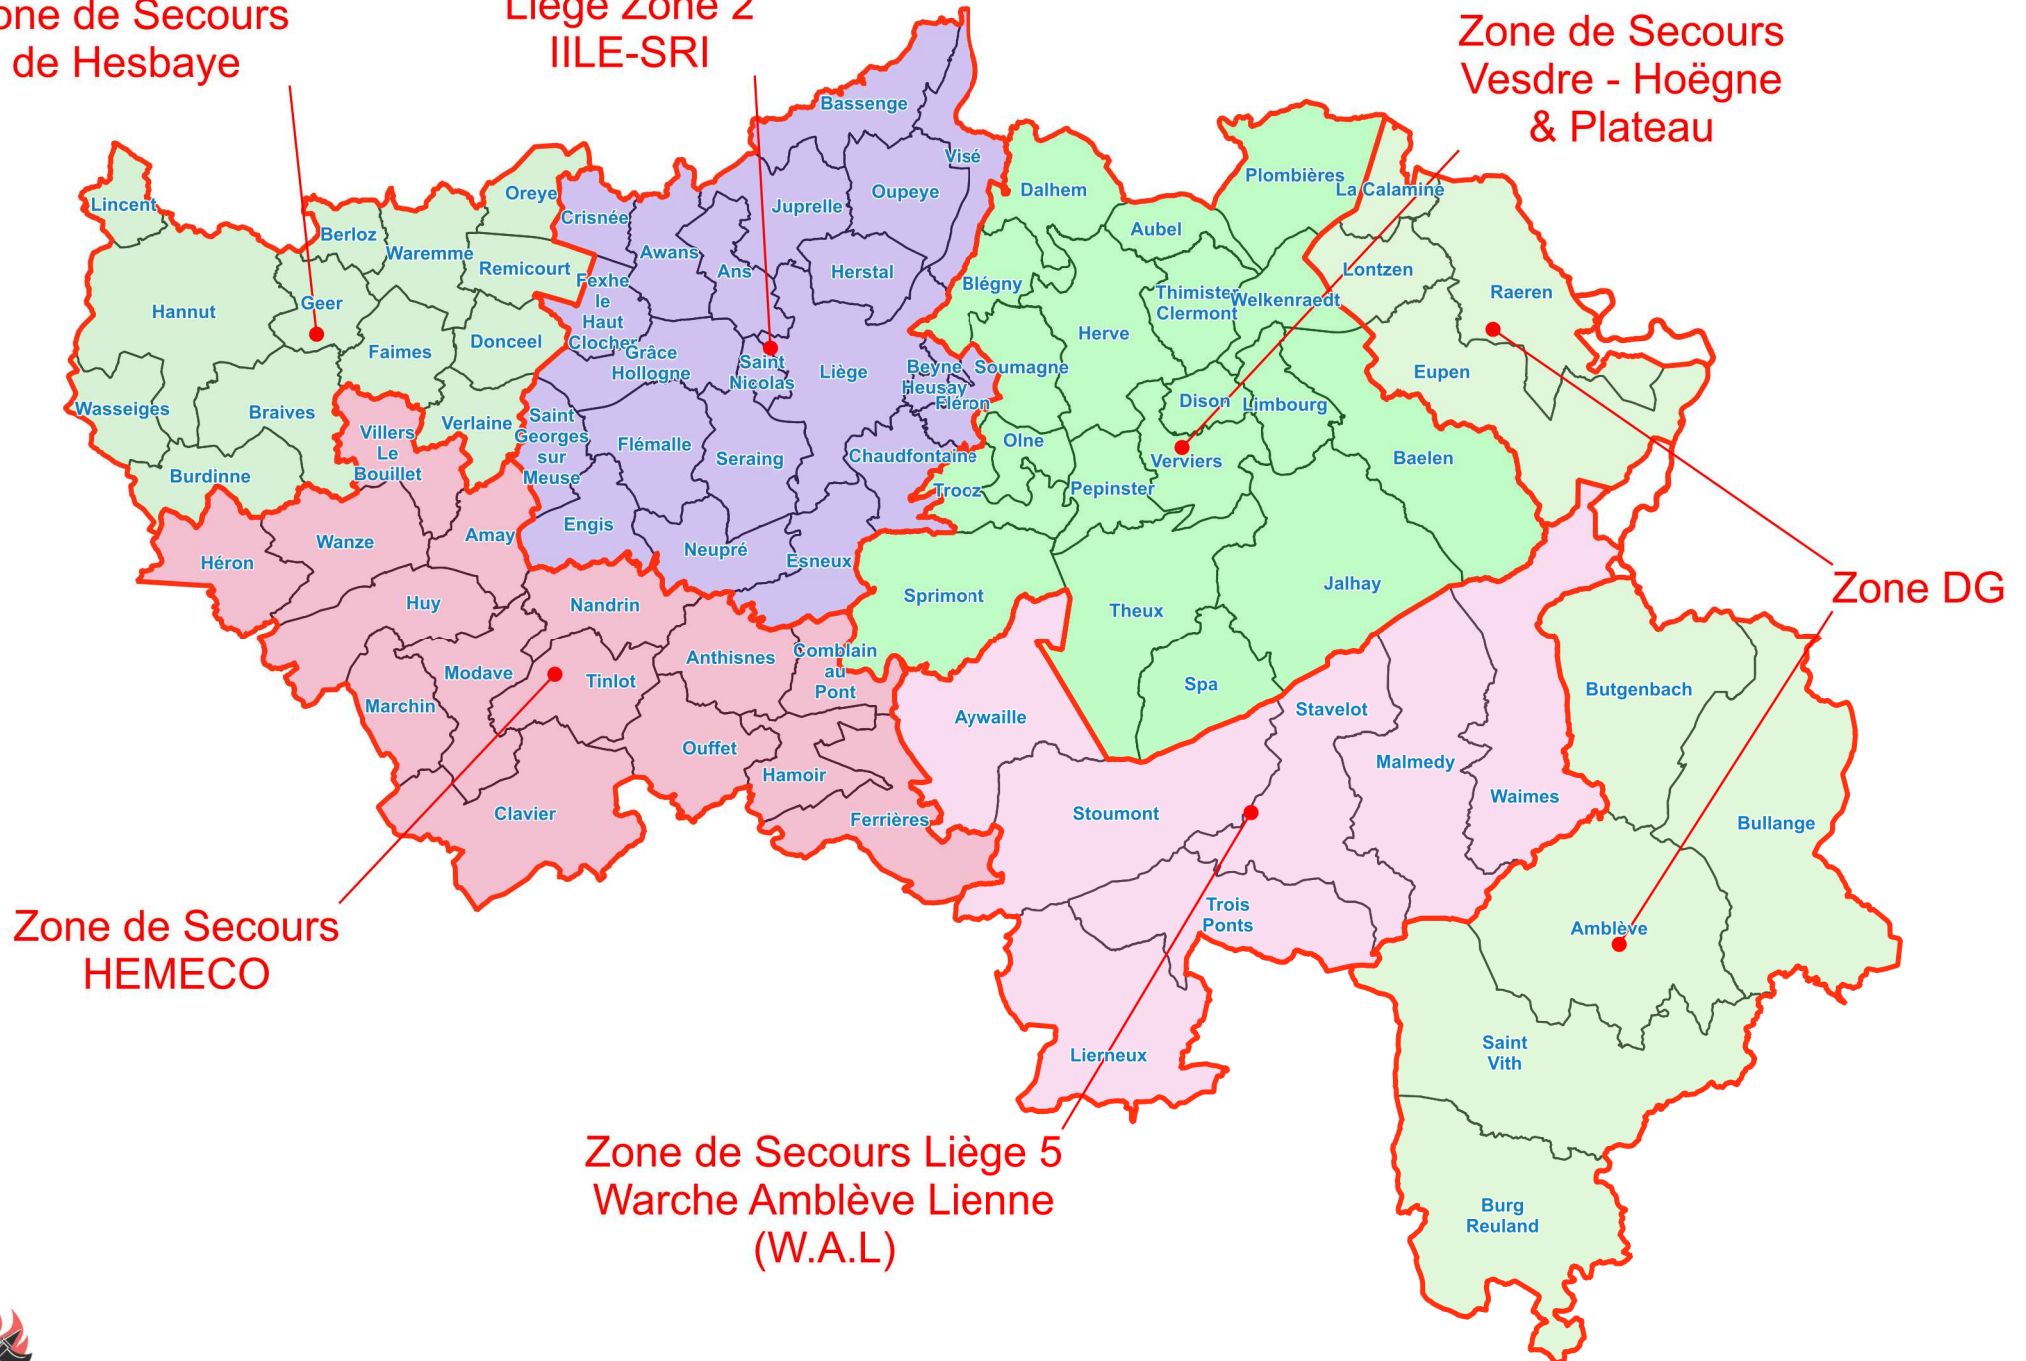 one de Secours
de Hesbaye
Liège Zone 2
IILE-SRI
Zone de Secours
Vesdre - Hoëgne
& Plateau
Bassenge
Visé
Lincent
Oreye
Crisnée
Juprelle
Oupeye
Dalhem
Plombières
La Calamine
Berloz
Waremme
Remicourt
Awans
Ans
Herstal
Aubel
Lontzen
Hannut
Geer
Fexhe
le
Haut
Clocher
Blégny
Thimister
Clermont
Welkenraedt
Raeren
Faimes
Donceel
Grâce
Hollogne
Saint
Nicolas
Liège
Beyne
Heusay
Fléron
Soumagne
Herve
Eupen
Wasseiges
Braives
Villers
Le
Bouillet
Verlaine
Saint
Georges
sur
Meuse
Flémalle
Seraing
Chaudfontaine
Olne
Dison
Limbourg
Verviers
Baelen
Burdinne
Trooz
Pepinster
Héron
Wanze
Amay
Engis
Neupré
Esneux
Sprimont
Theux
Jalhay
Zone DG
Huy
Nandrin
Anthisnes
Comblain
au
Pont
Modave
Tinlot
Marchin
Spa
Aywaille
Stavelot
Butgenbach
Ouffet
Hamoir
Malmedy
Waimes
Clavier
Ferrières
Stoumont
Bullange
Trois
Ponts
Amblève
Zone de Secours
HEMECO
Lierneux
Saint
Vith
Zone de Secours Liège 5
Warche Amblève Lienne
(W.A.L)
Burg
Reuland